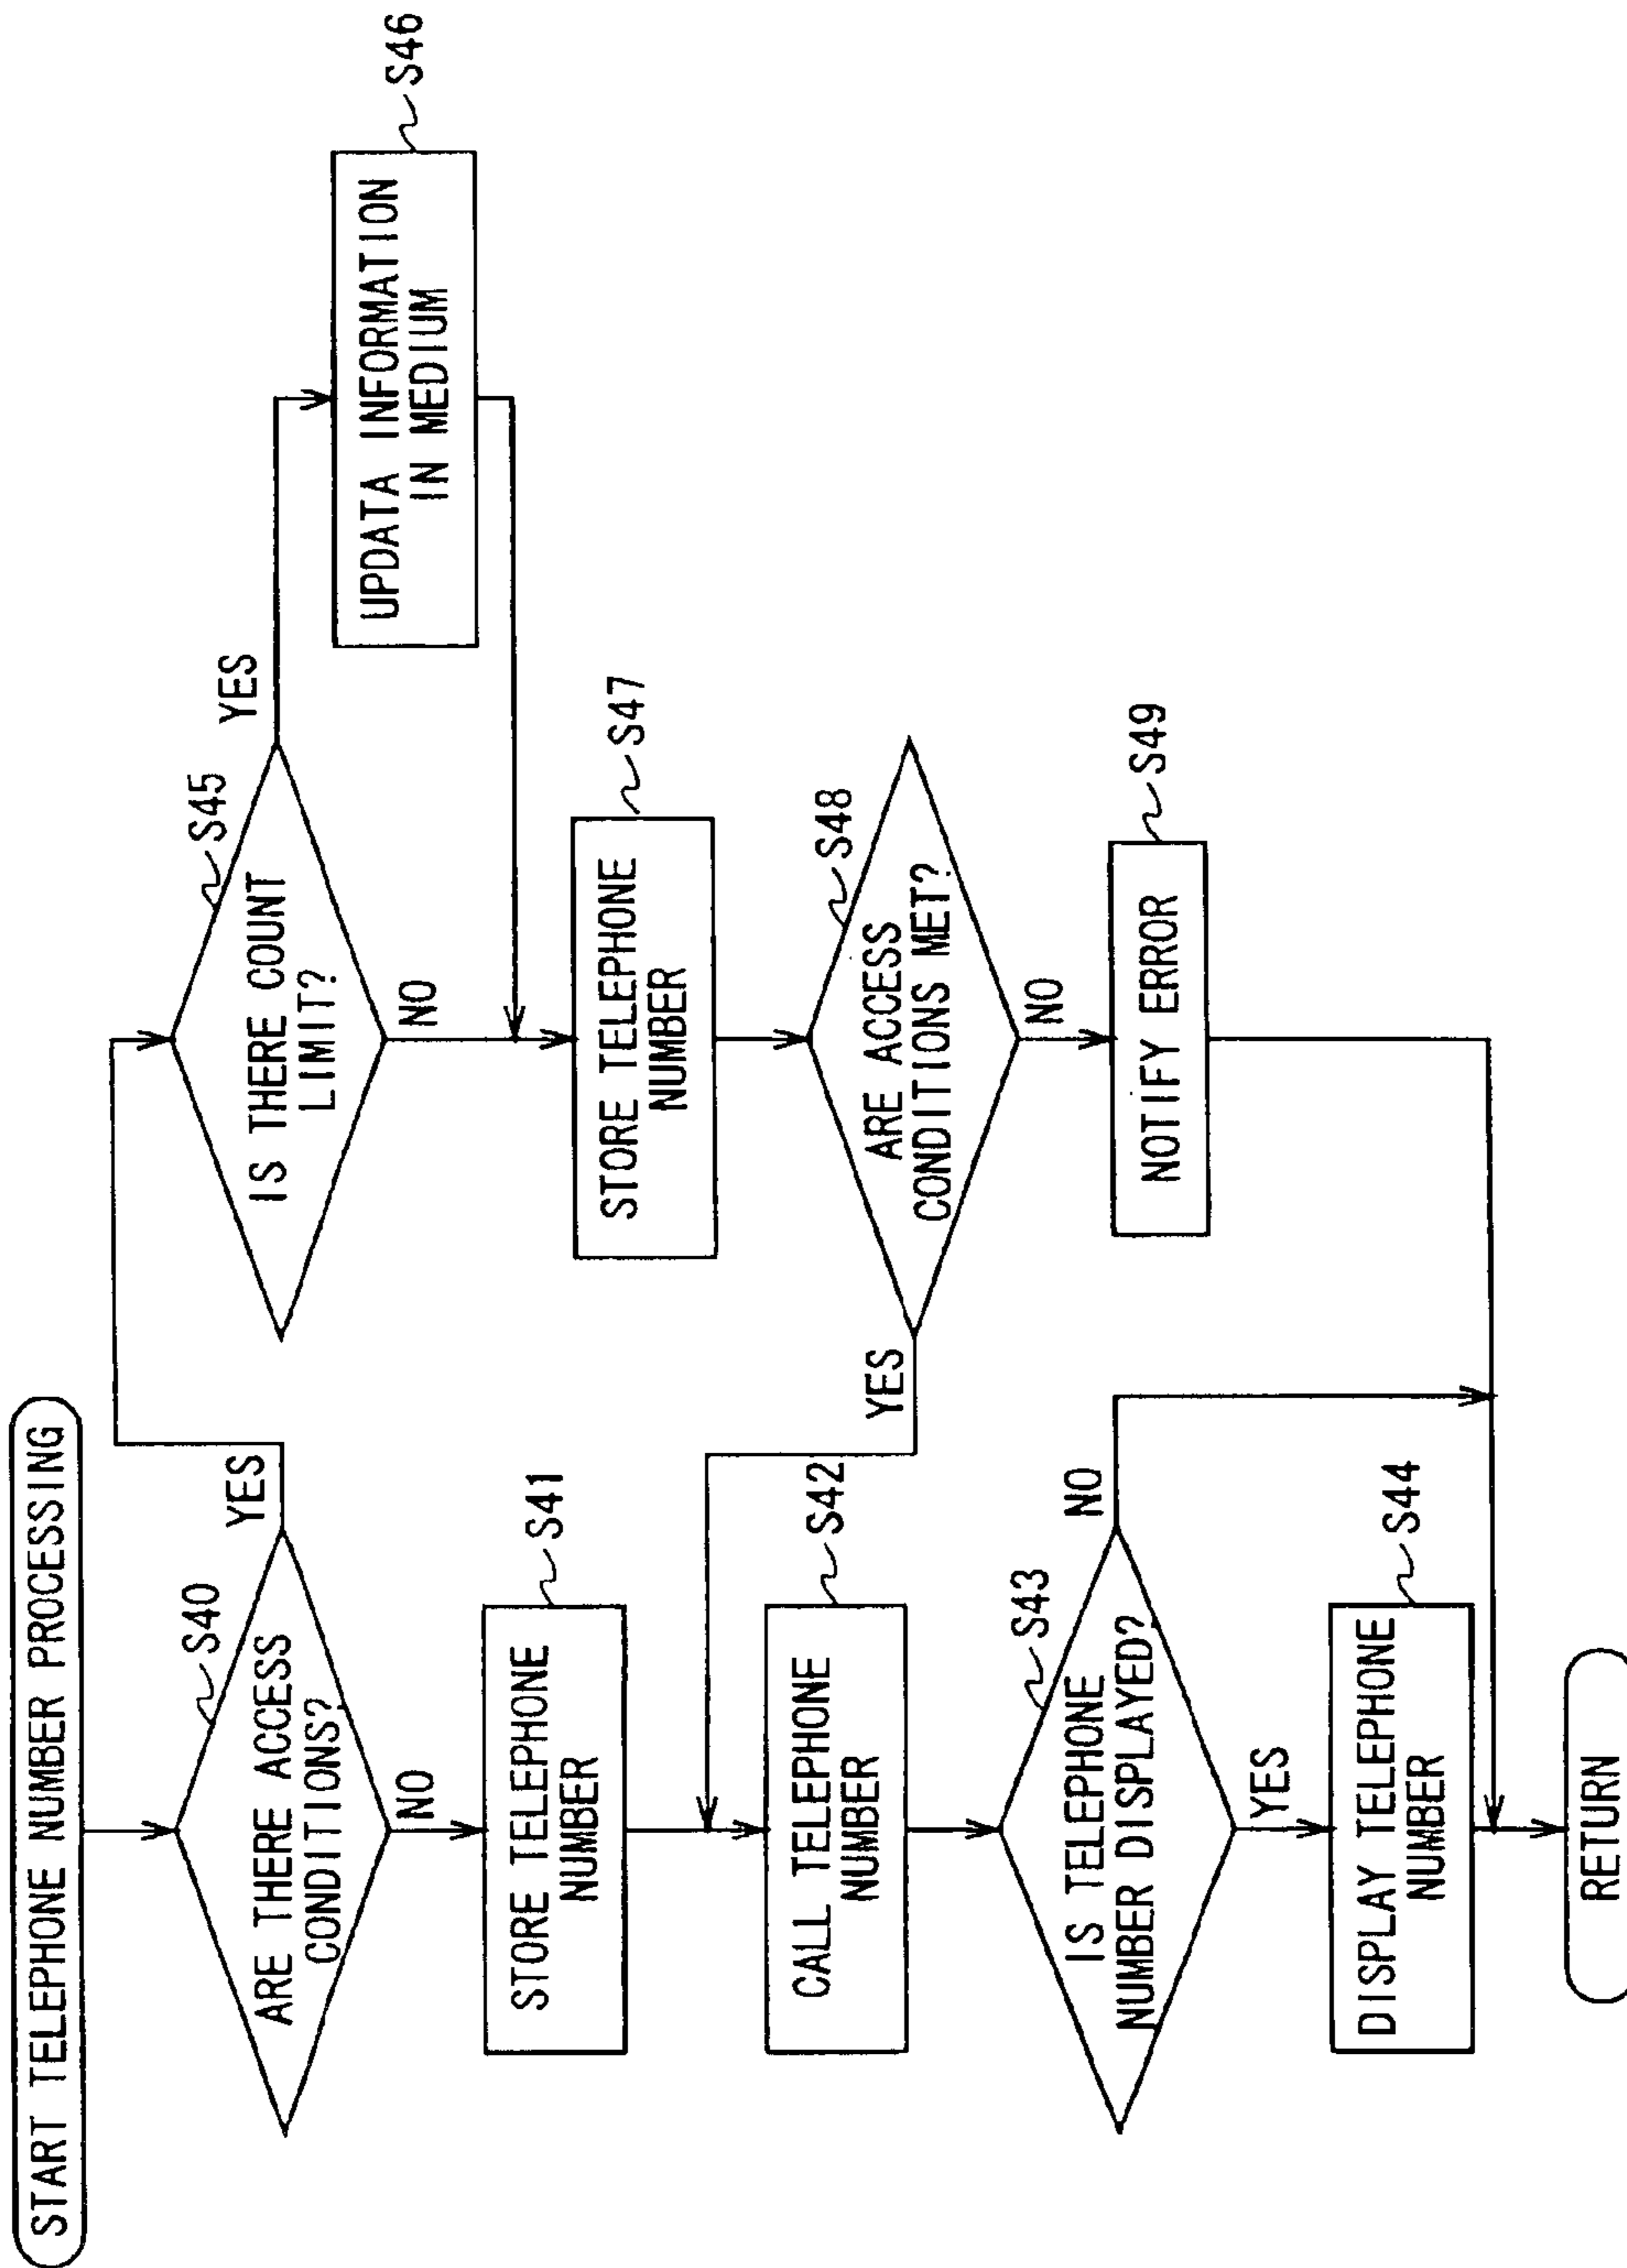 START TELEPHONE NUMBER PROCESSING
S40
ARE THERE ACCESS
CONDITIONS?
YES
NO
S41
STORE TELEPHONE
NUMBER
S42
CALL TELEPHONE
NUMBER
S43
IS TELEPHONE
NUMBER DISPLAYED?
NO
YES
S44
DISPLAY TELEPHONE
NUMBER
RETURN
S45
IS THERE COUNT
LIMIT?
YES
NO
S46
UPDATA INFORMATION
IN MEDIUM
S47
STORE TELEPHONE
NUMBER
S48
ARE ACCESS
CONDITIONS MET?
YES
NO
S49
NOTIFY ERROR